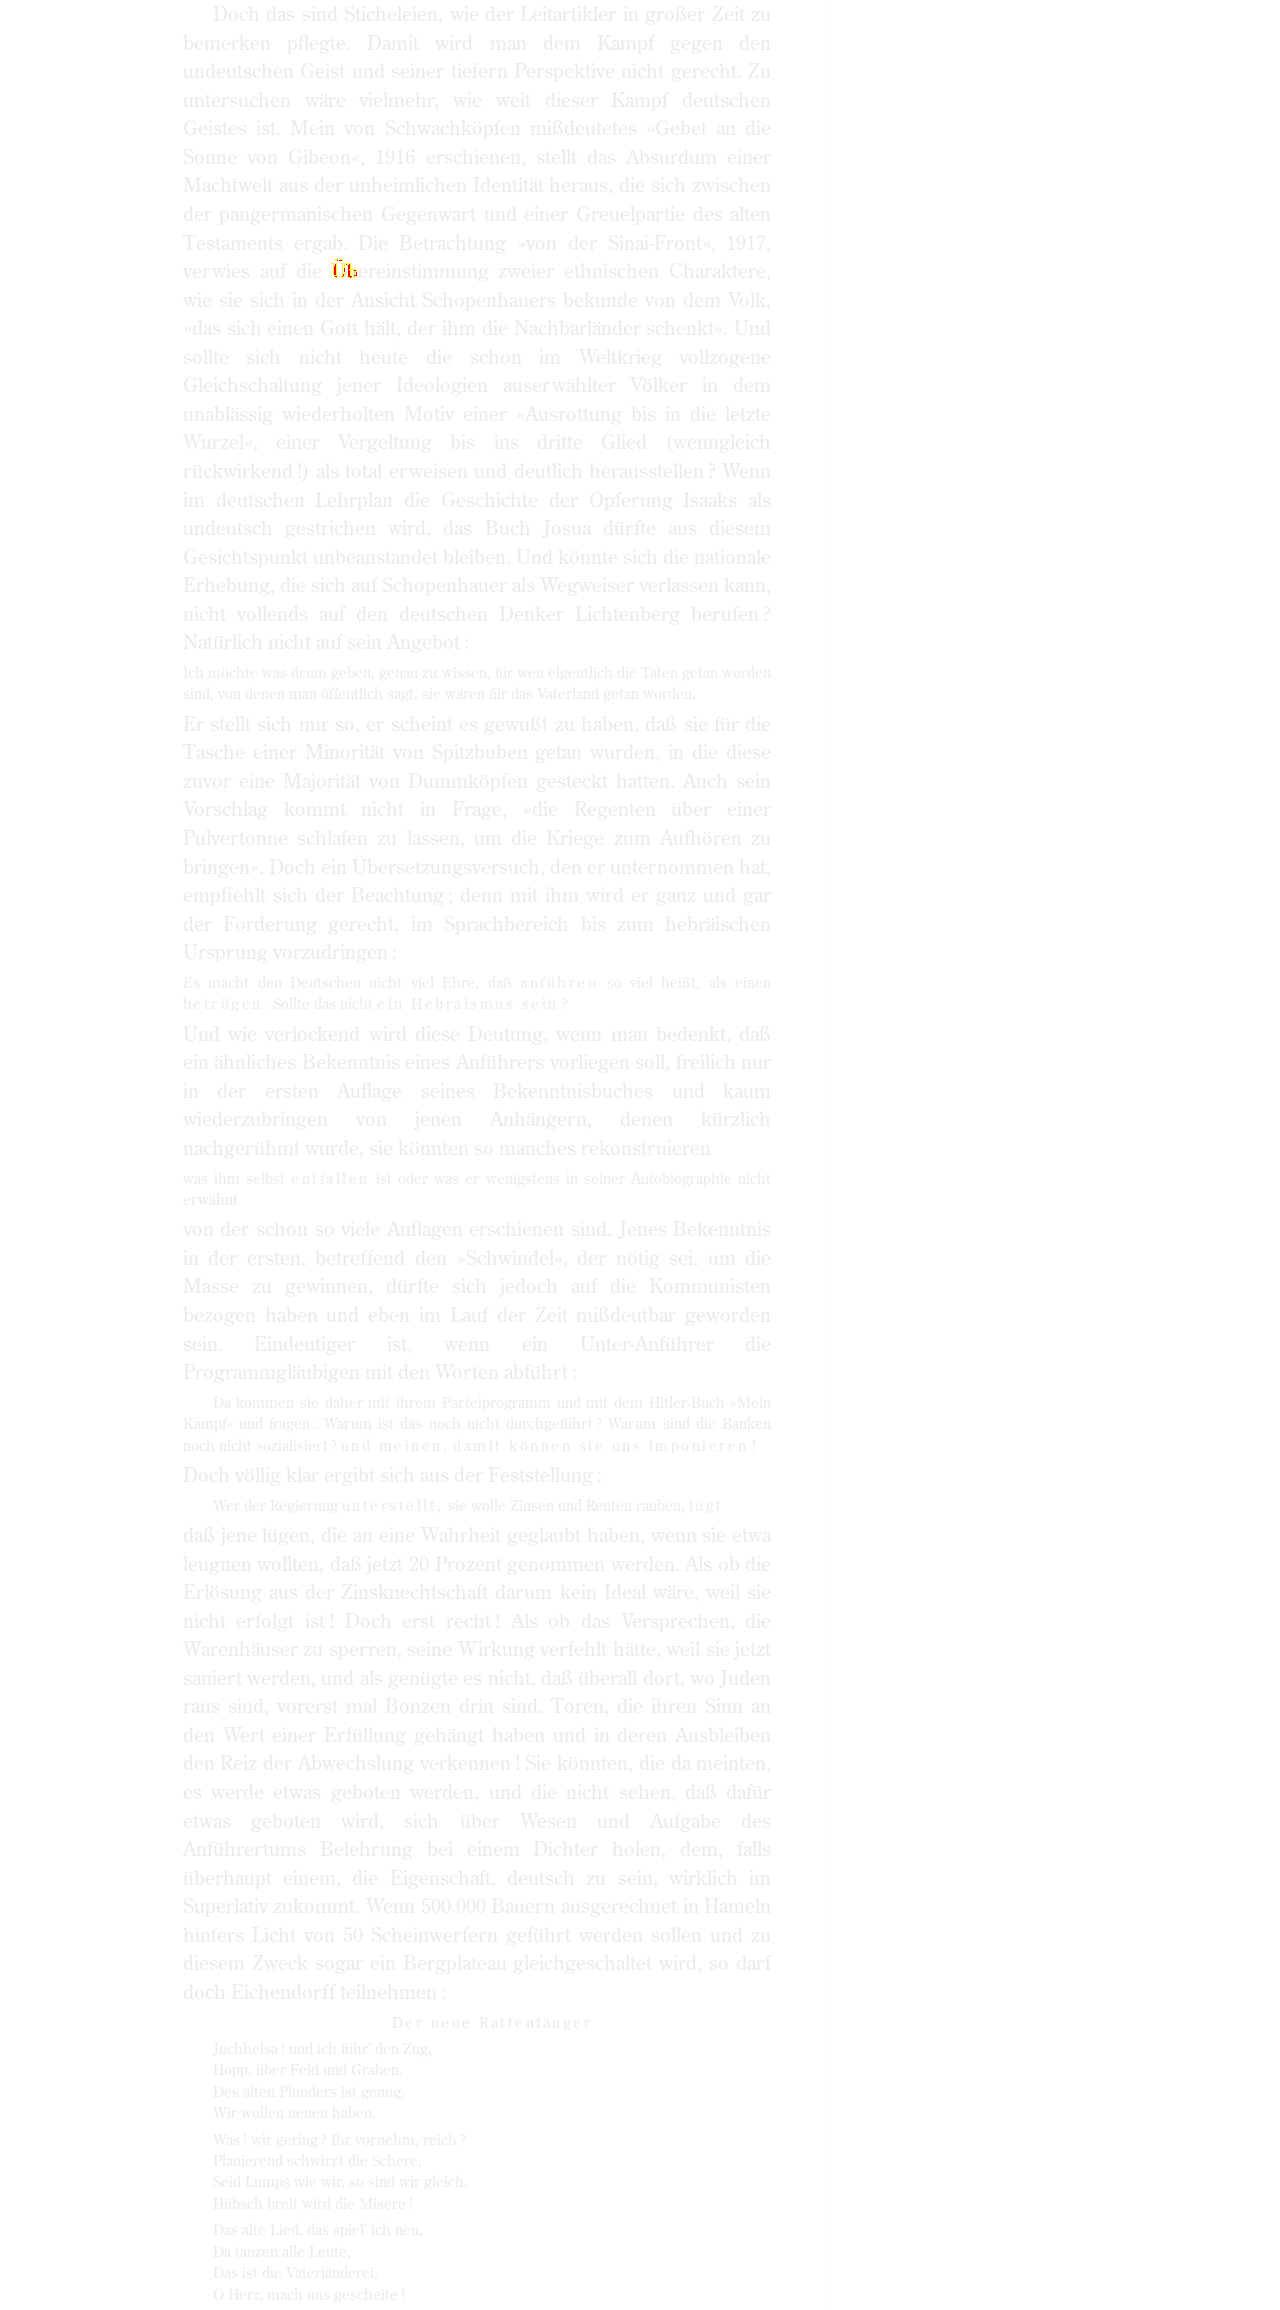 Doch das sind Sticheleien, wie der Leitartikler in großer Zeit zu
bemerken pflegte. Damit wird man dem Kampf gegen den
undeutschen Geist und seiner tiefern Perspektive nicht gerecht. Zu
untersuchen wäre vielmehr, wie weit dieser Kampf deutschen
Geistes ist. Mein von Schwachköpfen mißdeutetes »Gebet an die
Sonne von Gibeon«, 1916 erschienen, stellt das Absurdum einer
Machtwelt aus der unheimlichen Identität heraus, die sich zwischen
der pangermanischen Gegenwart und einer Greuelpartie des alten
Testaments ergab. Die Betrachtung »von der Sinai-Front«, 1917,
verwies auf die Übereinstimmung zweier ethnischen Charaktere,
wie sie sich in der Ansicht Schopenhauers bekunde von dem Volk,
»das sich einen Gott hält, der ihm die Nachbarländer schenkt«. Und
sollte sich nicht heute die schon im Weltkrieg vollzogene
Gleichschaltung jener Ideologien auserwählter Völker in dem
unablässig wiederholten Motiv einer »Ausrottung bis in die letzte
Wurzel«, einer Vergeltung bis ins dritte Glied (wenngleich
rückwirkend !) als total erweisen und deutlich herausstellen ? Wenn
im deutschen Lehrplan die Geschichte der Opferung Isaaks als
undeutsch gestrichen wird, das Buch Josua dürfte aus diesem
Gesichtspunkt unbeanstandet bleiben. Und könnte sich die nationale
Erhebung, die sich auf Schopenhauer als Wegweiser verlassen kann,
nicht vollends auf den deutschen Denker Lichtenberg berufen ?
Natürlich nicht auf sein Angebot :
Ich möchte was drum geben, genau zu wissen, für wen eigentlich die Taten getan worden
sind, von denen man öffentlich sagt, sie wären für das Vaterland getan worden.
Er stellt sich nur so, er scheint es gewußt zu haben, daß sie für die
Tasche einer Minorität von Spitzbuben getan wurden, in die diese
zuvor eine Majorität von Dummköpfen gesteckt hatten. Auch sein
Vorschlag kommt nicht in Frage, »die Regenten über einer
Pulvertonne schlafen zu lassen, um die Kriege zum Aufhören zu
bringen«. Doch ein Übersetzungsversuch, den er unternommen hat,
empfiehlt sich der Beachtung ; denn mit ihm wird er ganz und gar
der Forderung gerecht, im Sprachbereich bis zum hebräischen
Ursprung vorzudringen :
Es macht den Deutschen nicht viel Ehre, daß anführen so viel heißt, als einen
betrügen. Sollte das nicht ein Hebraismus sein ?
Und wie verlockend wird diese Deutung, wenn man bedenkt, daß
ein ähnliches Bekenntnis eines Anführers vorliegen soll, freilich nur
in der ersten Auflage seines Bekenntnisbuches und kaum
wiederzubringen von jenen Anhängern, denen kürzlich
nachgerühmt wurde, sie könnten so manches rekonstruieren
was ihm selbst entfallen ist oder was er wenigstens in seiner Autobiographie nicht
erwähnt
von der schon so viele Auflagen erschienen sind. Jenes Bekenntnis
in der ersten, betreffend den »Schwindel«, der nötig sei, um die
Masse zu gewinnen, dürfte sich jedoch auf die Kommunisten
bezogen haben und eben im Lauf der Zeit mißdeutbar geworden
sein. Eindeutiger ist, wenn ein Unter-Anführer die
Programmgläubigen mit den Worten abführt :
Da kommen sie daher mit ihrem Parteiprogramm und mit dem Hitler-Buch »Mein
Kampf« und fragen : Warum ist das noch nicht durchgeführt ? Warum sind die Banken
noch nicht sozialisiert ? und meinen, damit können sie uns imponieren !
Doch völlig klar ergibt sich aus der Feststellung :
Wer der Regierung unterstellt, sie wolle Zinsen und Renten rauben, lügt
daß jene lügen, die an eine Wahrheit geglaubt haben, wenn sie etwa
leugnen wollten, daß jetzt 20 Prozent genommen werden. Als ob die
Erlösung aus der Zinsknechtschaft darum kein Ideal wäre, weil sie
nicht erfolgt ist ! Doch erst recht ! Als ob das Versprechen, die
Warenhäuser zu sperren, seine Wirkung verfehlt hätte, weil sie jetzt
saniert werden, und als genügte es nicht, daß überall dort, wo Juden
raus sind, vorerst mal Bonzen drin sind. Toren, die ihren Sinn an
den Wert einer Erfüllung gehängt haben und in deren Ausbleiben
den Reiz der Abwechslung verkennen ! Sie könnten, die da meinten,
es werde etwas geboten werden, und die nicht sehen, daß dafür
etwas geboten wird, sich über Wesen und Aufgabe des
Anführertums Belehrung bei einem Dichter holen, dem, falls
überhaupt einem, die Eigenschaft, deutsch zu sein, wirklich im
Superlativ zukommt. Wenn 500.000 Bauern ausgerechnet in Hameln
hinters Licht von 50 Scheinwerfern geführt werden sollen und zu
diesem Zweck sogar ein Bergplateau gleichgeschaltet wird, so darf
doch Eichendorff teilnehmen :
Der neue Rattenfänger
Juchheisa ! und ich führ' den Zug,
Hopp, über Feld und Graben.
Des alten Plunders ist genug,
Wir wollen neuen haben.
Was ! wir gering ? Ihr vornehm, reich ?
Planierend schwirrt die Schere,
Seid Lumps wie wir, so sind wir gleich,
Hübsch breit wird die Misere !
Das alte Lied, das spiel' ich neu,
Da tanzen alle Leute,
Das ist die Vaterländerei,
O Herr, mach uns gescheite !